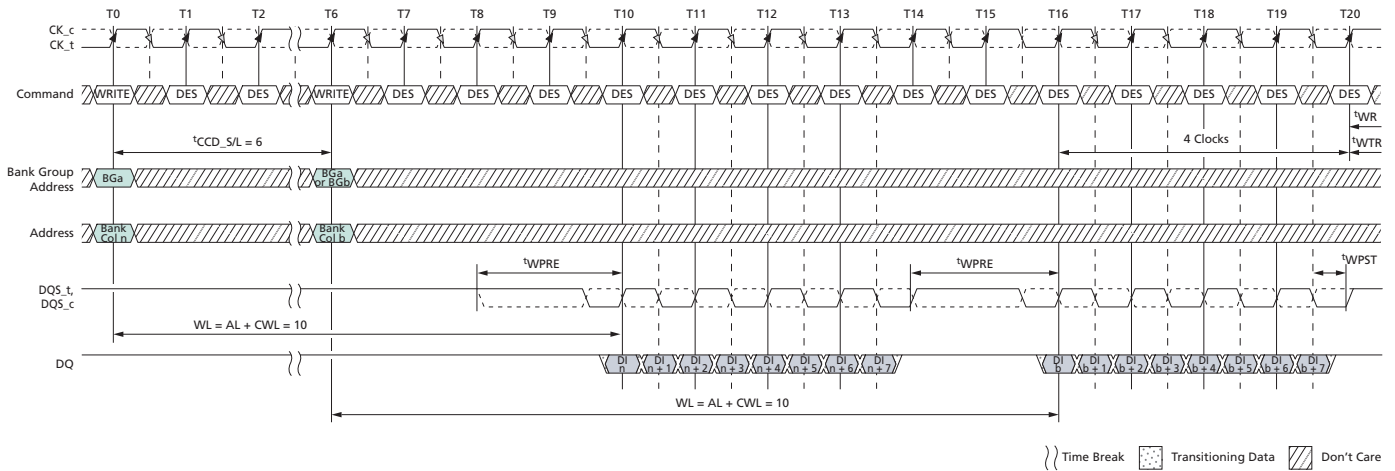 T0 T1 T2 T6 T7 T8 T9 T10 T11 T12 T13 T14 T15 T16 T17 T18 T19 T20
CK_c
CK_t
Command WRITE DES DES WRITE DES DES DES DES DES DES DES DES DES DES DES DES DES DES
tWR
tCCD_S/L = 6
4 Clocks
tWTR
Bank Group
Address
BGa
BGa
or BGb
Address
Bank
Col n
Bank
Col b
tWPRE
tWPRE
tWPST
DQS_t,
DQS_c
WL = AL + CWL = 10
DQ
DI
n
DI
n + 1
DI
n + 2
DI
n + 3
DI
n + 4
DI
n + 5
DI
n + 6
DI
n + 7
DI
b
DI
b + 1
DI
b + 2
DI
b + 3
DI
b + 4
DI
b + 5
DI
b + 6
DI
b + 7
WL = AL + CWL = 10
Time Break Transitioning Data Don't Care